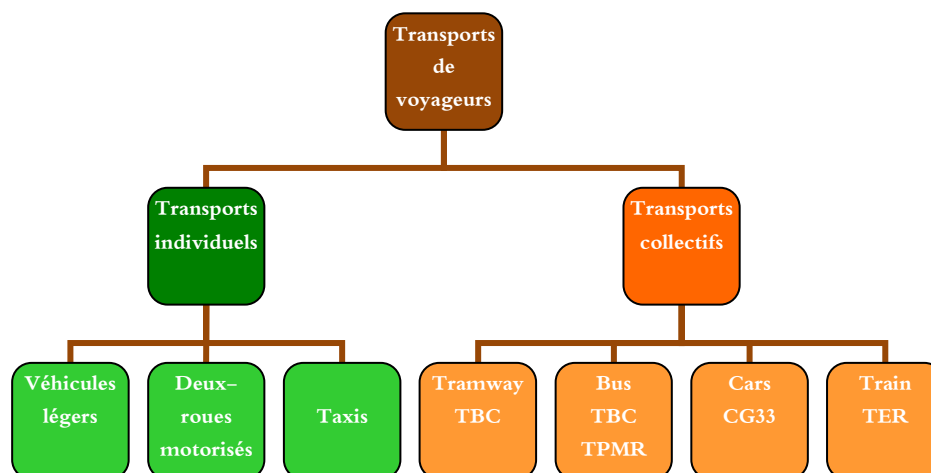 Transports
de
voyageurs
Transports
individuels
Transports
collectifs
Véhicules
légers
Deux-
roues
motorisés
Taxis
Tramway
TBC
Bus
TBC
TPMR
Cars
CG33
Train
TER